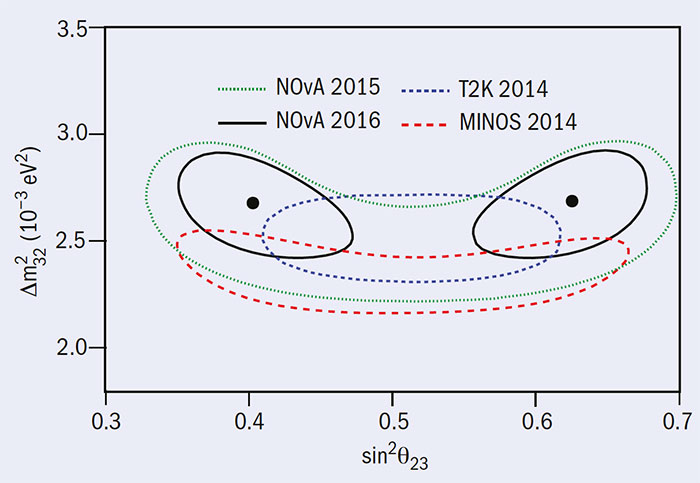 3.5
3.0
2.5
2.0
Δm²₃₂ (10⁻³ eV²)
NOvA 2015
NOvA 2016
T2K 2014
MINOS 2014
0.3 0.4 0.5 0.6 0.7
sin²θ₂₃